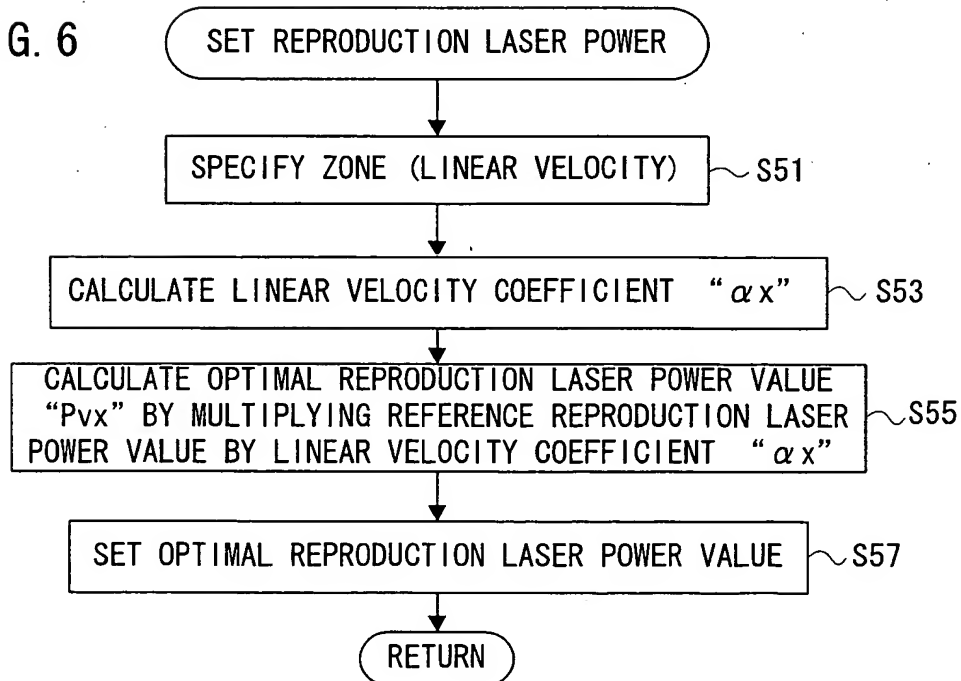 G. 6
SET REPRODUCTION LASER POWER
SPECIFY ZONE (LINEAR VELOCITY)
S51
CALCULATE LINEAR VELOCITY COEFFICIENT “αx”
S53
CALCULATE OPTIMAL REPRODUCTION LASER POWER VALUE
“Pvx” BY MULTIPLYING REFERENCE REPRODUCTION LASER
POWER VALUE BY LINEAR VELOCITY COEFFICIENT “αx”
S55
SET OPTIMAL REPRODUCTION LASER POWER VALUE
S57
RETURN